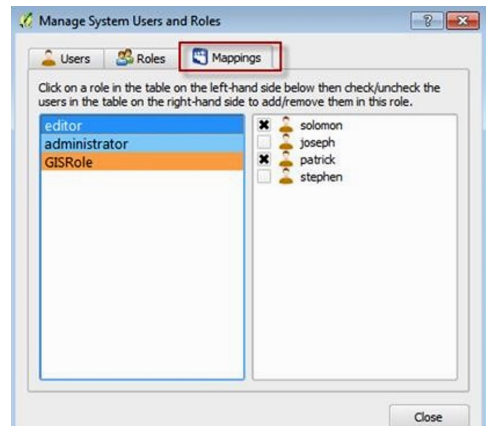 Manage System Users and Roles
Users Roles Mappings
Click on a role in the table on the left-hand side below then check/uncheck the
users in the table on the right-hand side to add/remove them in this role.
editor
administrator
GISRole
solomon
joseph
patrick
stephen
Close